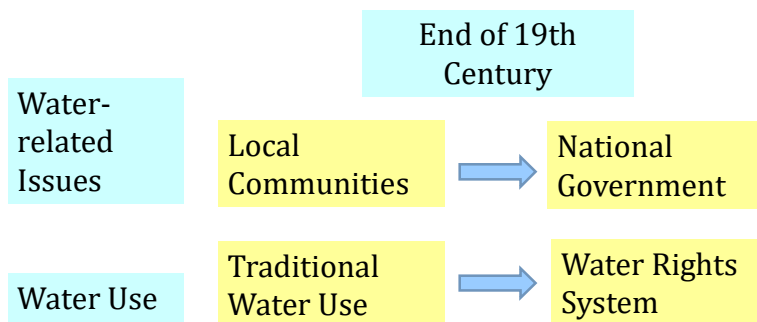 End of 19th
Century
Water-
related
Issues
Local
Communities
National
Government
Water Use
Traditional
Water Use
Water Rights
System